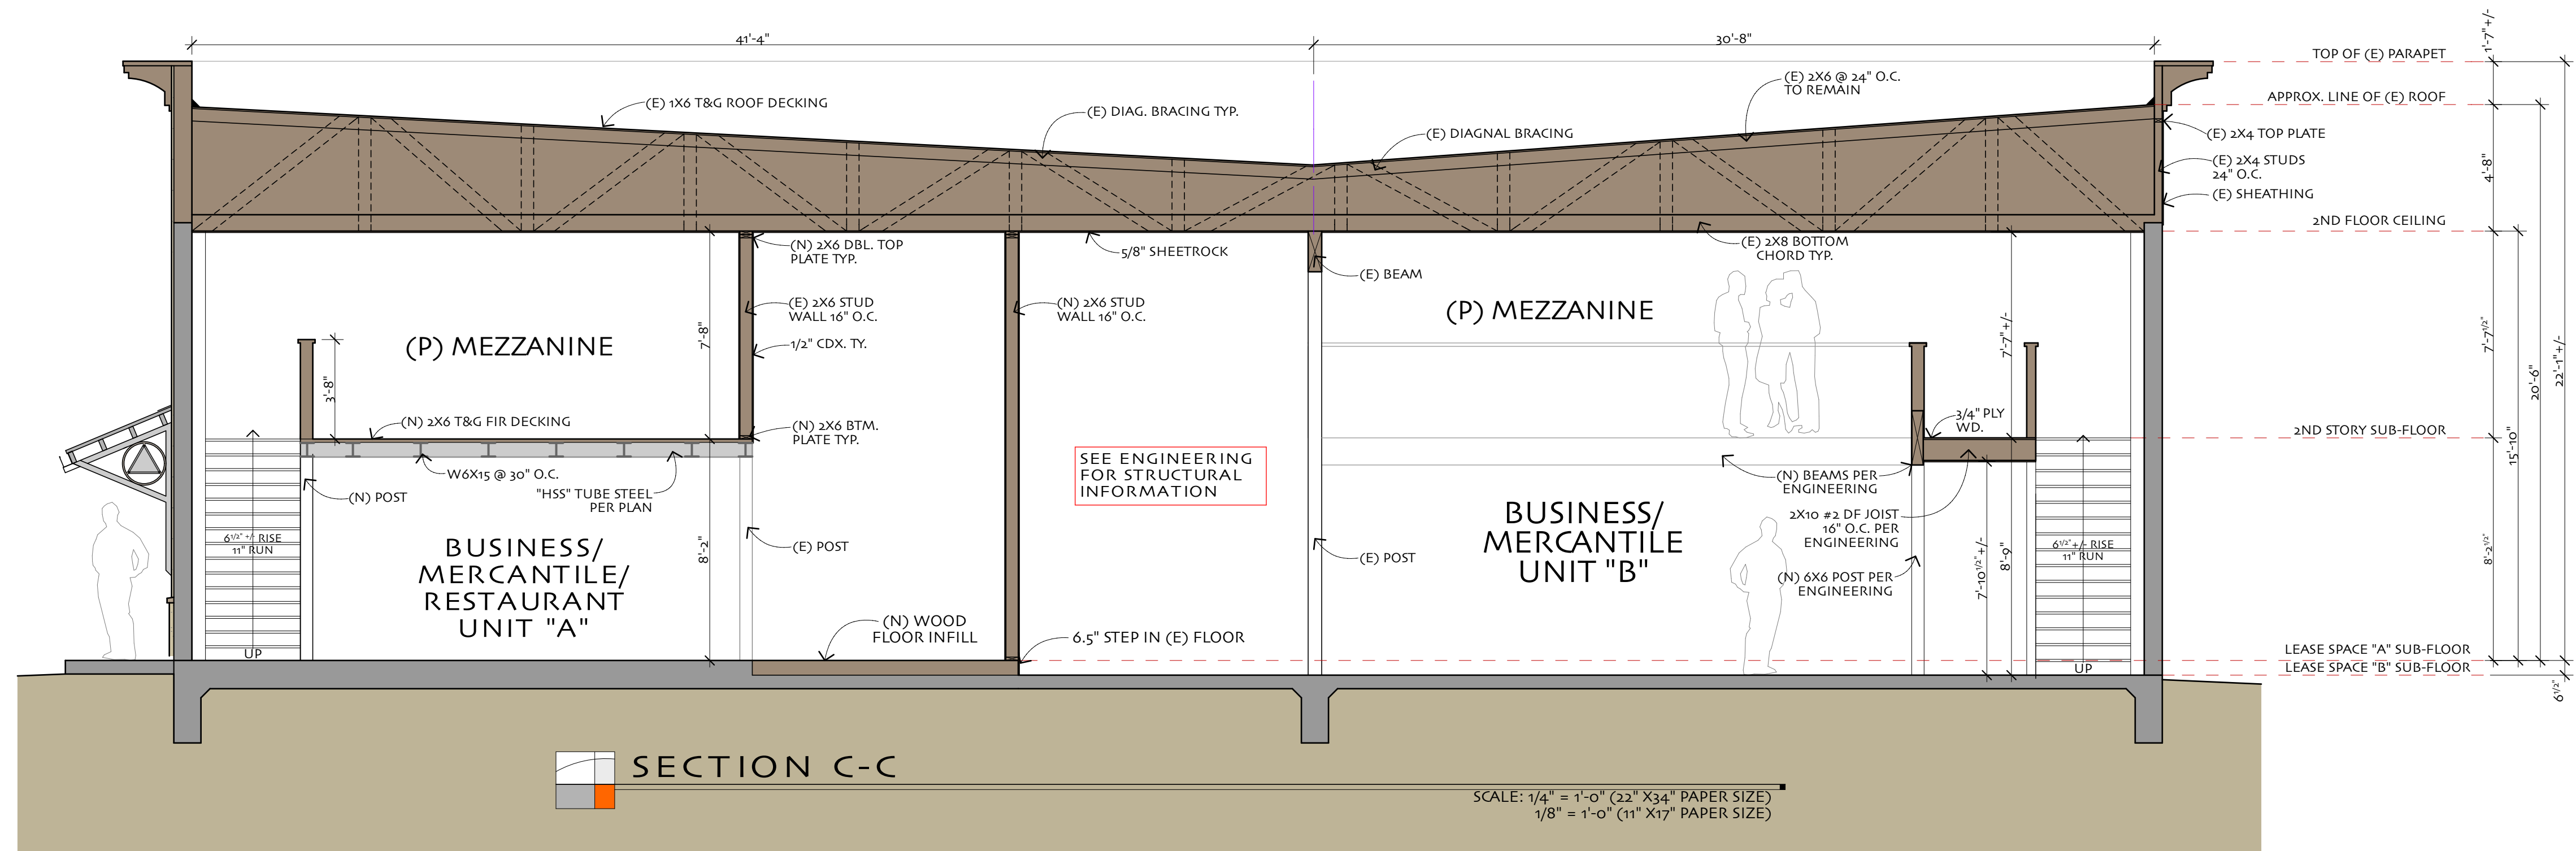 41'-4"
30'-8"
1'-7"+/-
TOP OF (E) PARAPET
(E) 2X6 @ 24" O.C.
TO REMAIN
(E) 1X6 T&G ROOF DECKING
(E) DIAG. BRACING TYP.
APPROX. LINE OF (E) ROOF
(E) DIAGNAL BRACING
(E) 2X4 TOP PLATE
(E) 2X4 STUDS
24" O.C.
4'-8"
(E) SHEATHING
2ND FLOOR CEILING
(N) 2X6 DBL. TOP
PLATE TYP.
5/8" SHEETROCK
(E) 2X8 BOTTOM
CHORD TYP.
(E) BEAM
(E) 2X6 STUD
WALL 16" O.C.
(N) 2X6 STUD
WALL 16" O.C.
(P) MEZZANINE
(P) MEZZANINE
7'-8"
1/2" CDX. TY.
7'-7"+/-
7'-7 1/2"
3'-8"
20'-6"
22'-1"+/-
(N) 2X6 T&G FIR DECKING
(N) 2X6 BTM.
PLATE TYP.
3/4" PLY
WD.
2ND STORY SUB-FLOOR
15'-10"
SEE ENGINEERING
FOR STRUCTURAL
INFORMATION
W6X15 @ 30" O.C.
(N) POST
"HSS" TUBE STEEL
PER PLAN
(N) BEAMS PER
ENGINEERING
2X10 #2 DF JOIST
16" O.C. PER
ENGINEERING
BUSINESS/
MERCANTILE
UNIT "B"
BUSINESS/
MERCANTILE/
RESTAURANT
UNIT "A"
6 1/2" +/- RISE
11" RUN
8'-2"
(E) POST
(E) POST
(N) 6X6 POST PER
ENGINEERING
7'-10 1/2"+/-
8'-9"
6 1/2"+/- RISE
11" RUN
8'-2 1/2"
(N) WOOD
FLOOR INFILL
6.5" STEP IN (E) FLOOR
UP
UP
LEASE SPACE "A" SUB-FLOOR
LEASE SPACE "B" SUB-FLOOR
6 1/2"
SECTION C-C
SCALE: 1/4" = 1'-0" (22" X34" PAPER SIZE)
1/8" = 1'-0" (11" X17" PAPER SIZE)